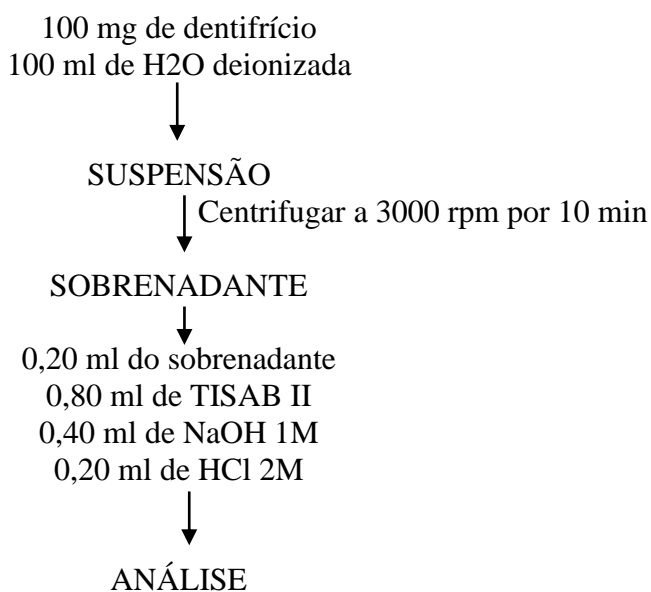 100 mg de dentifrício
100 ml de H2O deionizada
SUSPENSÃO
Centrifugar a 3000 rpm por 10 min
SOBRENADANTE
0,20 ml do sobrenadante
0,80 ml de TISAB II
0,40 ml de NaOH 1M
0,20 ml de HCl 2M
ANÁLISE